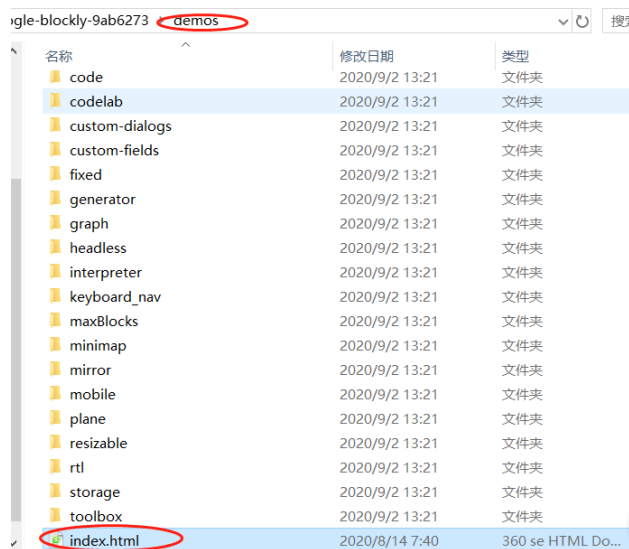 ogle-blockly-9ab6273 › demos 搜索
名称 修改日期 类型
code 2020/9/2 13:21 文件夹
codelab 2020/9/2 13:21 文件夹
custom-dialogs 2020/9/2 13:21 文件夹
custom-fields 2020/9/2 13:21 文件夹
fixed 2020/9/2 13:21 文件夹
generator 2020/9/2 13:21 文件夹
graph 2020/9/2 13:21 文件夹
headless 2020/9/2 13:21 文件夹
interpreter 2020/9/2 13:21 文件夹
keyboard_nav 2020/9/2 13:21 文件夹
maxBlocks 2020/9/2 13:21 文件夹
minimap 2020/9/2 13:21 文件夹
mirror 2020/9/2 13:21 文件夹
mobile 2020/9/2 13:21 文件夹
plane 2020/9/2 13:21 文件夹
resizable 2020/9/2 13:21 文件夹
rtl 2020/9/2 13:21 文件夹
storage 2020/9/2 13:21 文件夹
toolbox 2020/9/2 13:21 文件夹
index.html 2020/8/14 7:40 360 se HTML Do...